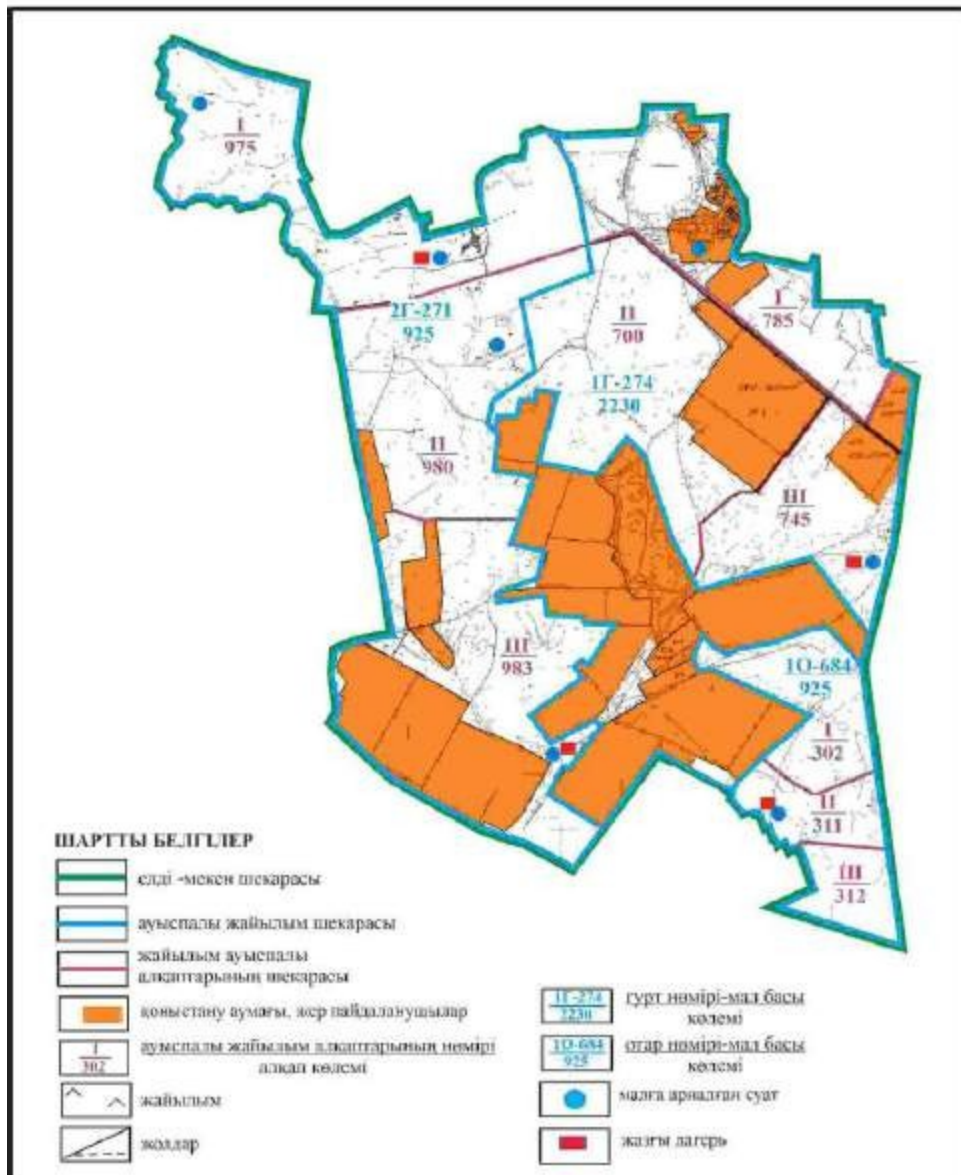 I
975
2Г-271
925
II
700
I
785
1Г-274
2230
II
980
III
745
III
983
1О-684
925
I
302
II
311
III
312
ШАРТТЫ БЕЛГІЛЕР
елді -мекен шекарасы
ауыспалы жайылым шекарасы
жайылым ауыспалы
алқаптарының шекарасы
қоныстану аумағы, жер пайдаланушылар
I
302
ауыспалы жайылым алқаптарының нөмірі
алқап көлемі
жайылым
жолдар
1Г-274
2230
гурт нөмірі-мал басы
көлемі
1О-684
925
отар нөмірі-мал басы
көлемі
малға арналған суат
жазғы лагерь